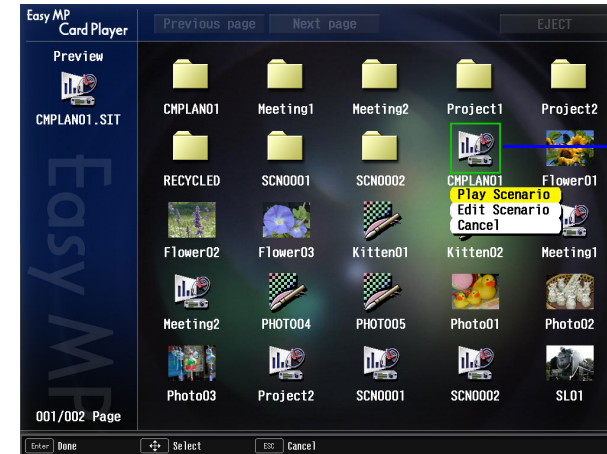 Easy MP
Card Player
Previous page
Next page
EJECT
Preview
CMPLAN01.SIT
CMPLAN01
Meeting1
Meeting2
Project1
Project2
RECYCLED
SCN0001
SCN0002
CMPLAN01
Flower01
Play Scenario
Edit Scenario
Cancel
Flower02
Flower03
Kitten01
Kitten02
Meeting1
Meeting2
PHOTO04
PHOTO05
Photo01
Photo02
Photo03
Project2
SCN0001
SCN0002
SL01
Easy MP
001/002 Page
Enter Done
Select
ESC Cancel